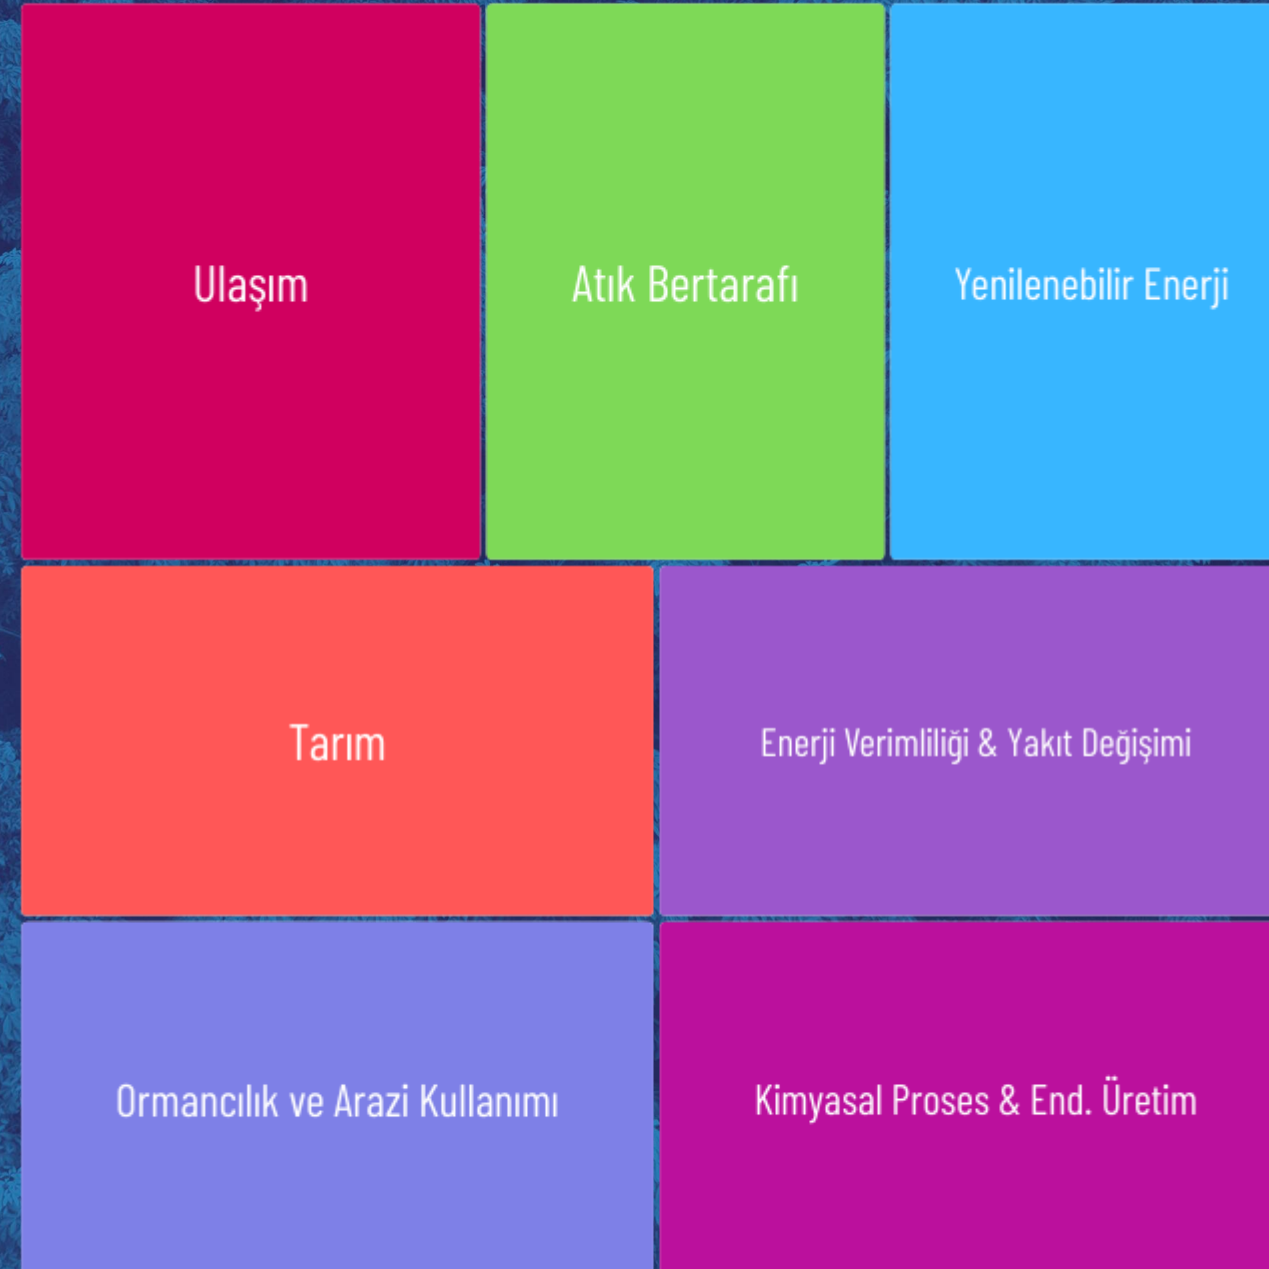 Ulaşım
Atık Bertarafı
Yenilenebilir Enerji
Tarım
Enerji Verimliliği & Yakıt Değişimi
Ormancılık ve Arazi Kullanımı
Kimyasal Proses & End. Üretim